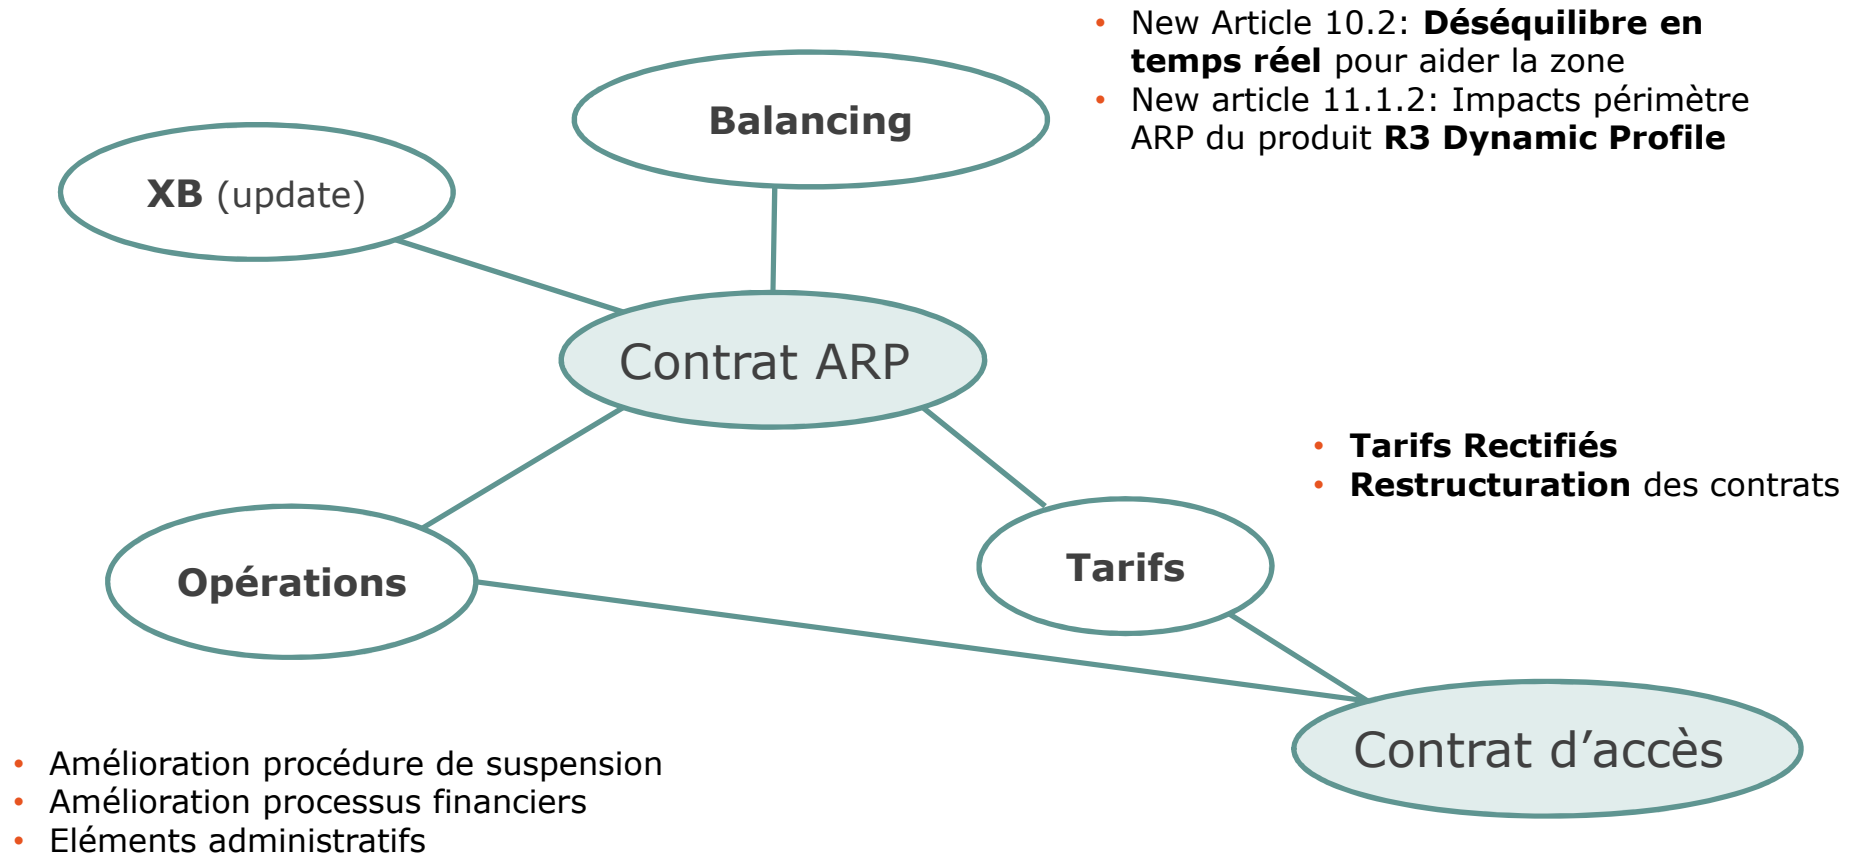 • New Article 10.2: Déséquilibre en
temps réel pour aider la zone
• New article 11.1.2: Impacts périmètre
ARP du produit R3 Dynamic Profile
Balancing
XB (update)
Contrat ARP
• Tarifs Rectifiés
• Restructuration des contrats
Opérations
Tarifs
Contrat d’accès
• Amélioration procédure de suspension
• Amélioration processus financiers
• Eléments administratifs